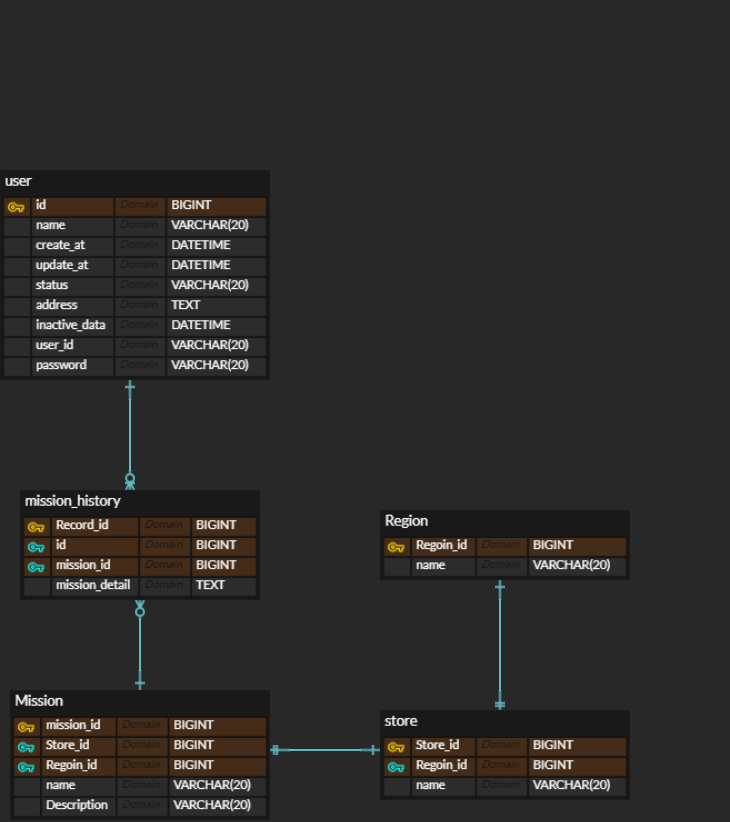 user
id Domain BIGINT
name Domain VARCHAR(20)
create_at Domain DATETIME
update_at Domain DATETIME
status Domain VARCHAR(20)
address Domain TEXT
inactive_data Domain DATETIME
user_id Domain VARCHAR(20)
password Domain VARCHAR(20)
mission_history
Record_id Domain BIGINT
id Domain BIGINT
mission_id Domain BIGINT
mission_detail Domain TEXT
Region
Regoin_id Domain BIGINT
name Domain VARCHAR(20)
Mission
mission_id Domain BIGINT
Store_id Domain BIGINT
Regoin_id Domain BIGINT
name Domain VARCHAR(20)
Description Domain VARCHAR(20)
store
Store_id Domain BIGINT
Regoin_id Domain BIGINT
name Domain VARCHAR(20)